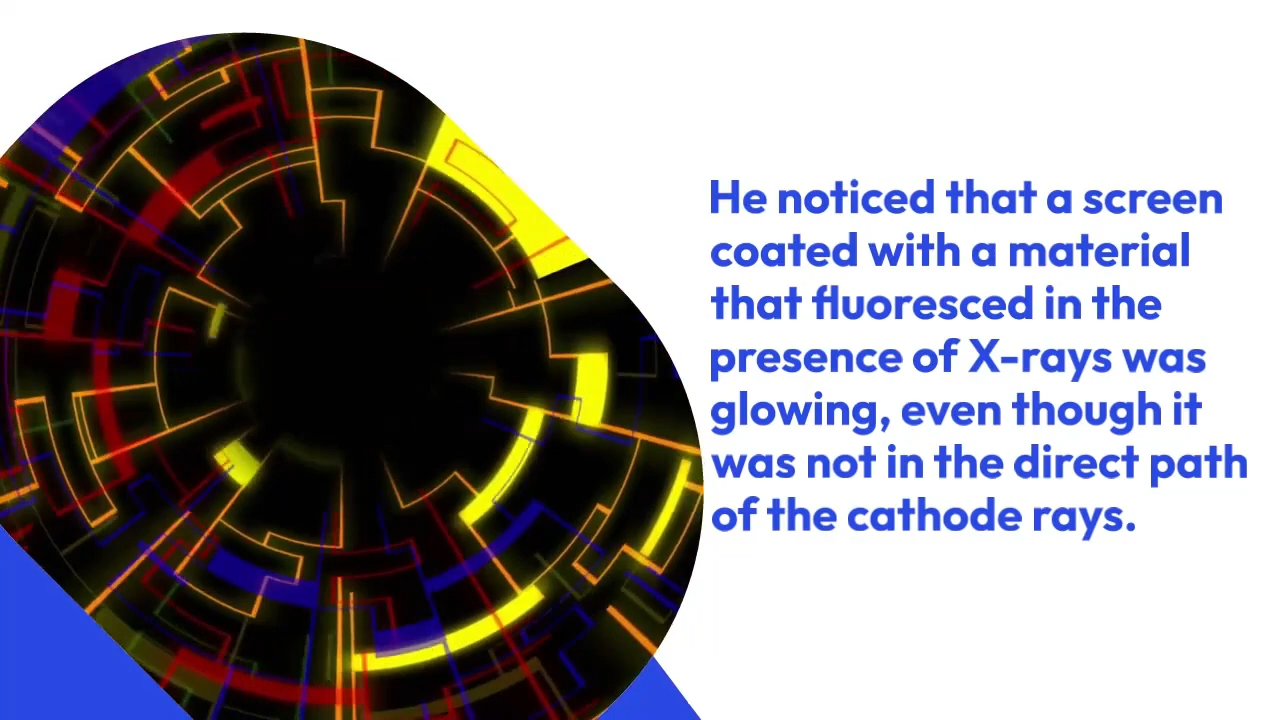 He noticed that a screen
coated with a material
that fluoresced in the
presence of X-rays was
glowing, even though it
was not in the direct path
of the cathode rays.